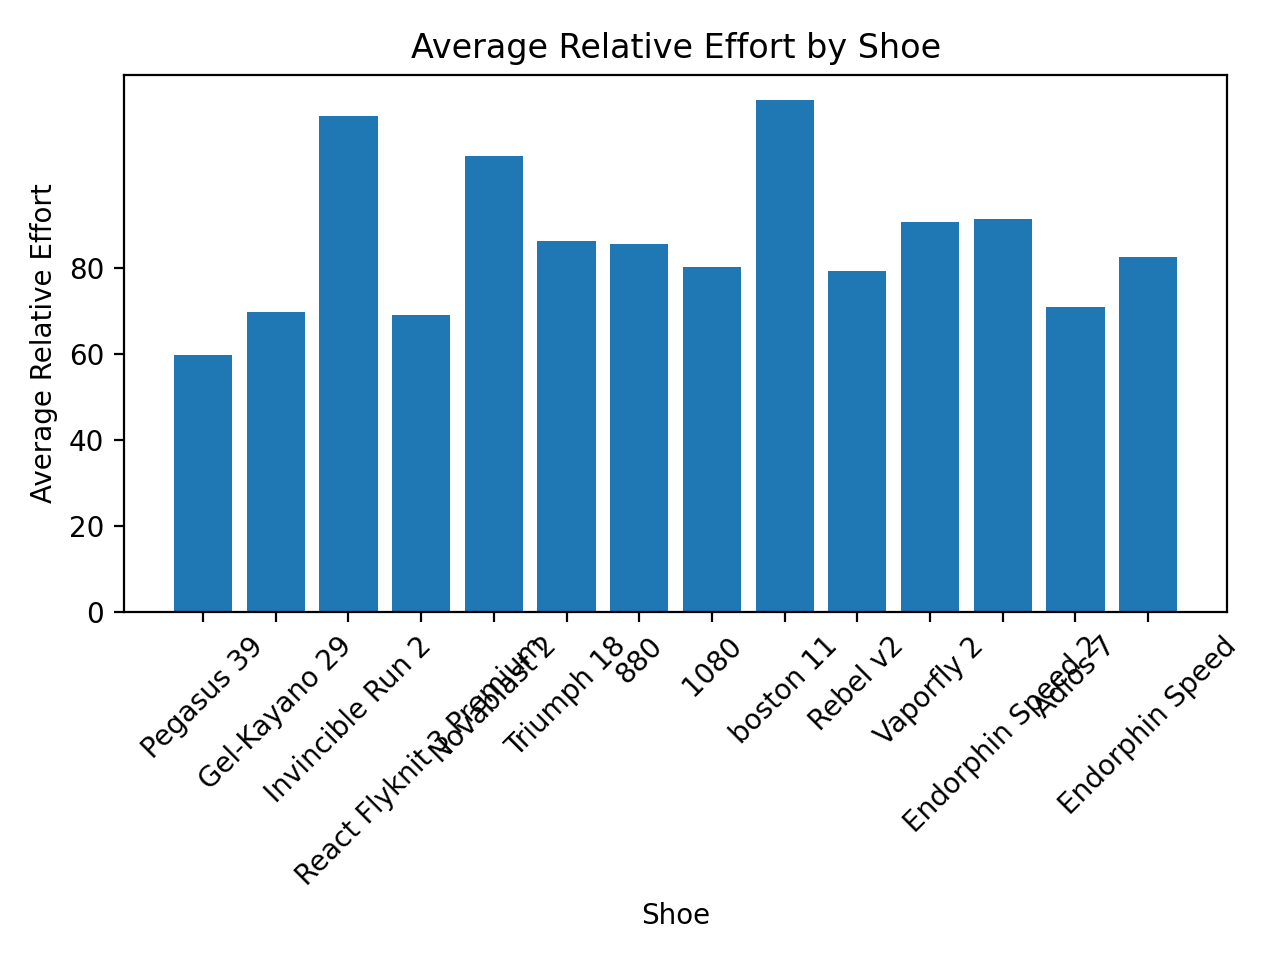 Average Relative Effort by Shoe
Average Relative Effort
80
60
40
20
0
Pegasus 39
Gel-Kayano 29
Invincible Run 2
React Flyknit 3 Premium
Novablast 2
Triumph 18
880
1080
boston 11
Rebel v2
Vaporfly 2
Endorphin Speed 2
Adios 7
Endorphin Speed
Shoe